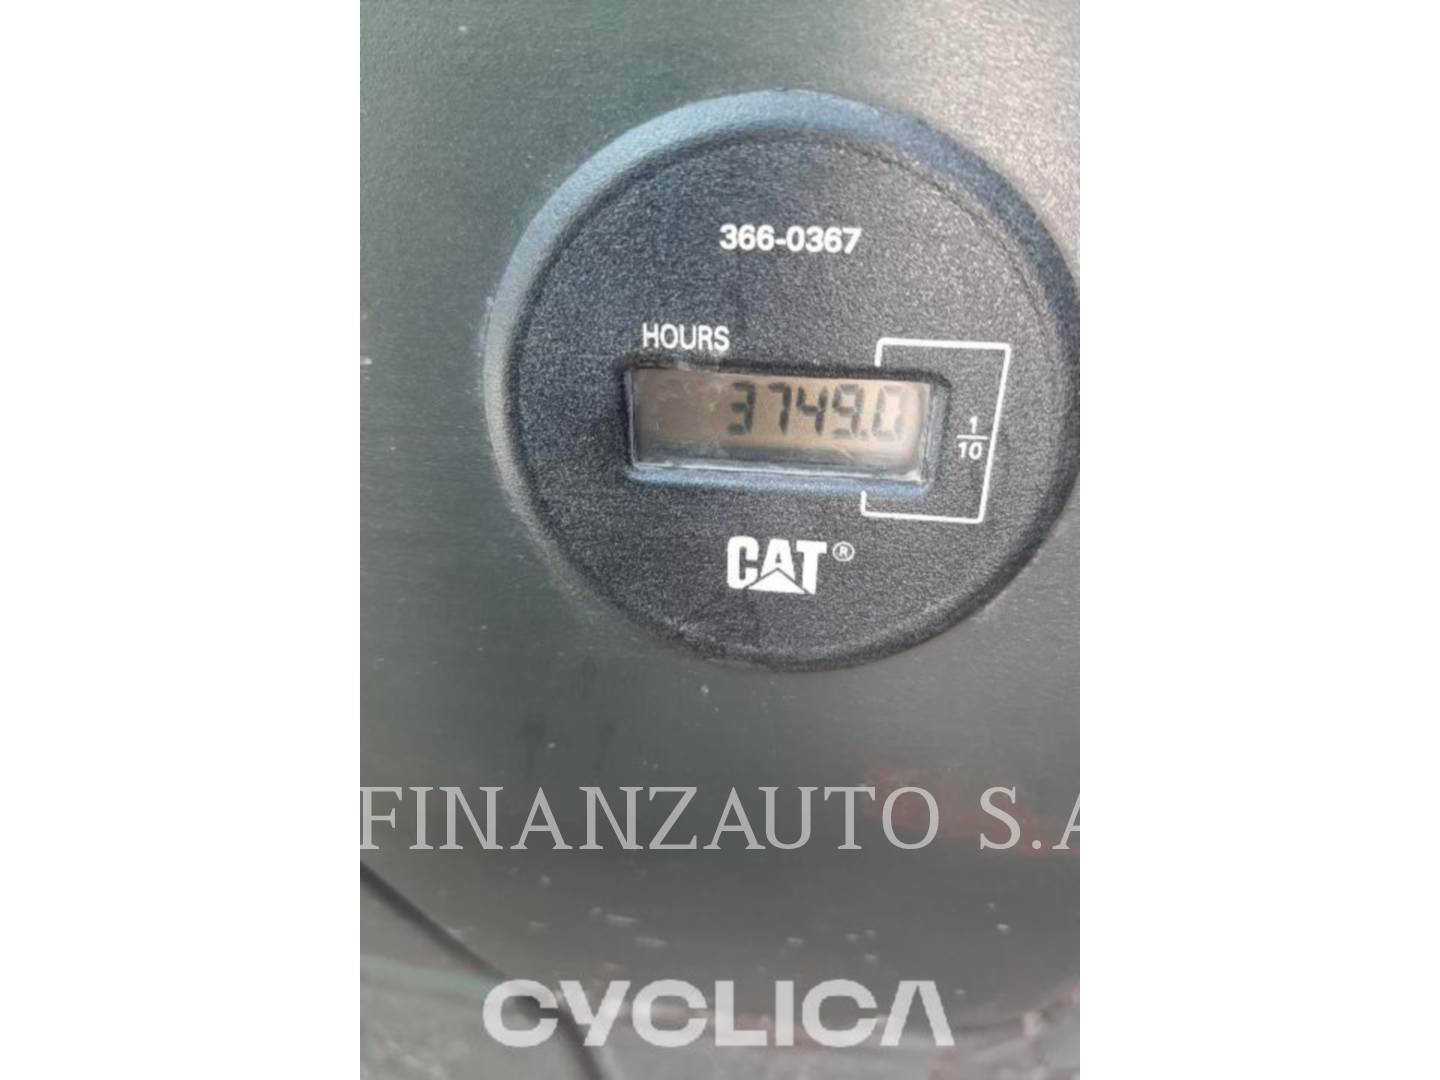 366-0367
HOURS
3749.0
1
10
CAT®
FINANZAUTO S.A
CYCLICA